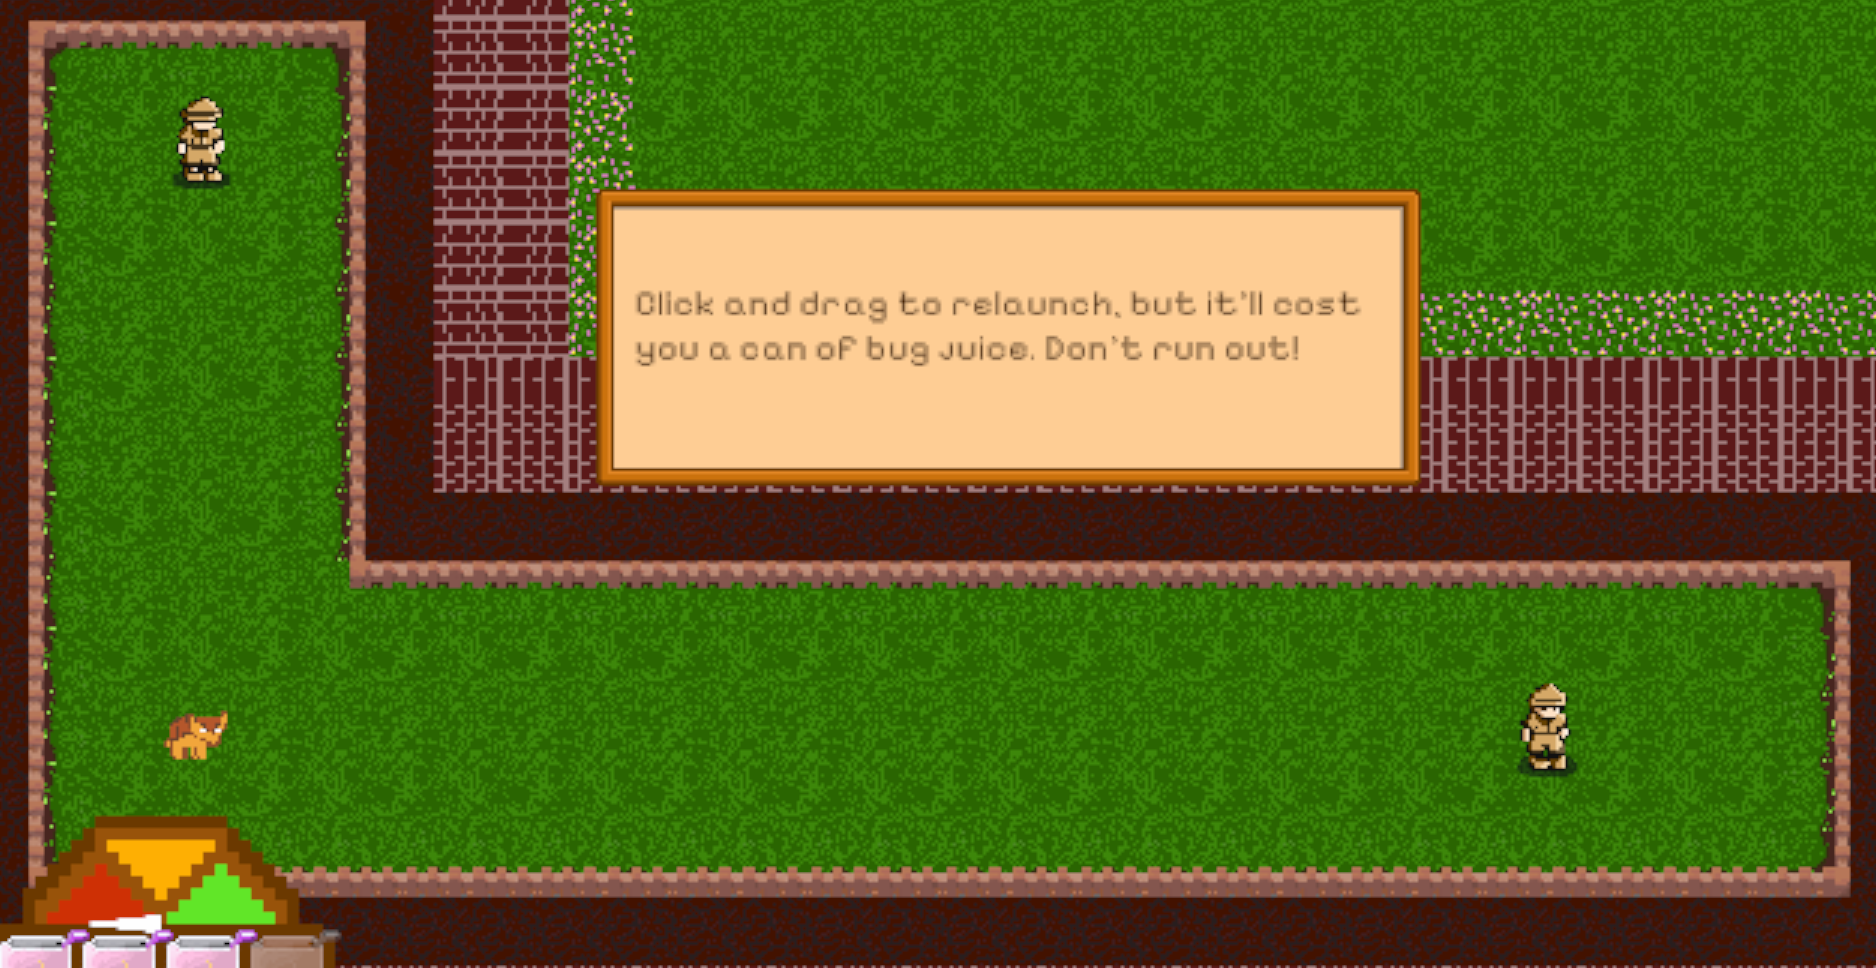 Click and drag to relaunch, but it'll cost
you a can of bug juice. Don't run out!